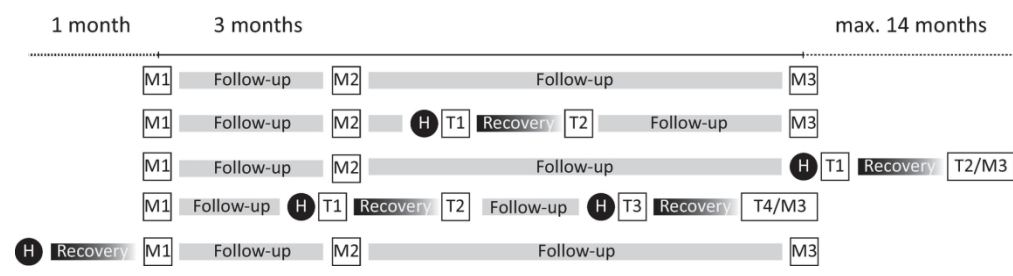 1 month 3 months max. 14 months
M1 Follow-up M2 Follow-up M3
M1 Follow-up M2 H T1 Recovery T2 Follow-up M3
M1 Follow-up M2 Follow-up H T1 Recovery T2/M3
M1 Follow-up H T1 Recovery T2 Follow-up H T3 Recovery T4/M3
H Recovery M1 Follow-up M2 Follow-up M3